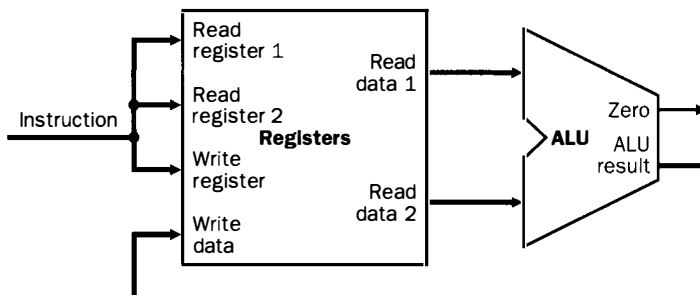 Instruction
Read
register 1
Read
register 2
Write
register
Write
data
Registers
Read
data 1
Read
data 2
ALU
Zero
ALU
result